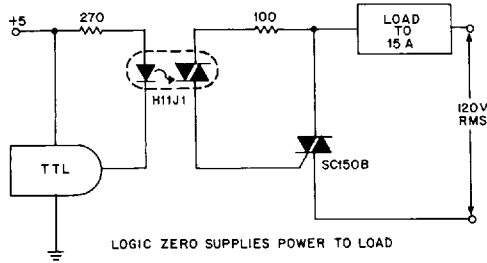 +5
270
100
LOAD
TO
15 A
H11J1
120V
RMS
TTL
SC150B
LOGIC ZERO SUPPLIES POWER TO LOAD